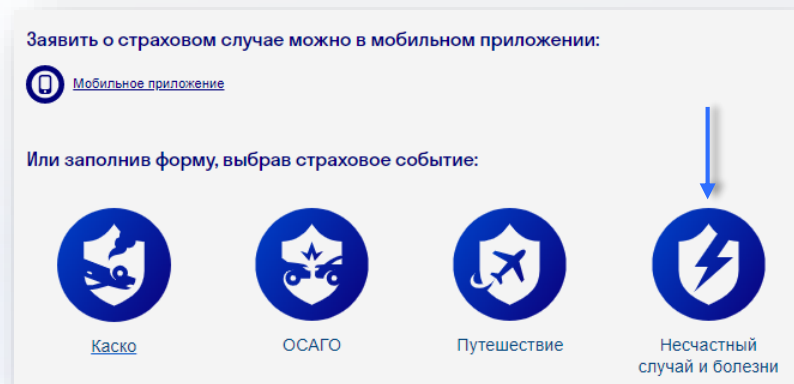 Заявить о страховом случае можно в мобильном приложении:
Мобильное приложение
Или заполнив форму, выбрав страховое событие:
Каско
ОСАГО
Путешествие
Несчастный
случай и болезни